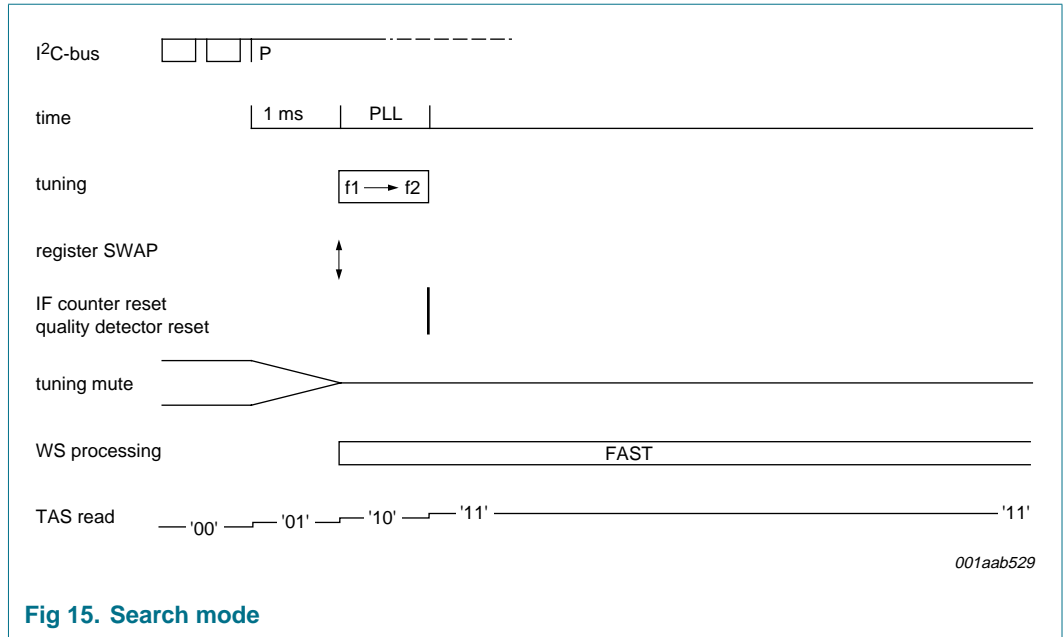 I²C-bus P
time 1 ms PLL
tuning f1 → f2
register SWAP
IF counter reset
quality detector reset
tuning mute
WS processing FAST
TAS read '00' '01' '10' '11' '11'
001aab529
Fig 15. Search mode